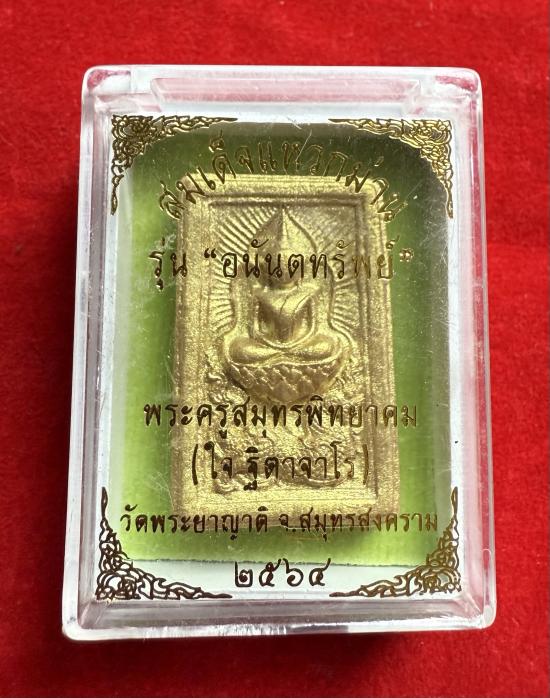 สมเด็จแหวกม่าน
รุ่น “อนันตทรัพย์”
พระครูสมุทรพิทยาคม
(ใจ ฐิตาจาโร)
วัดพระยาญาติ จ.สมุทรสงคราม
๒๕๖๔